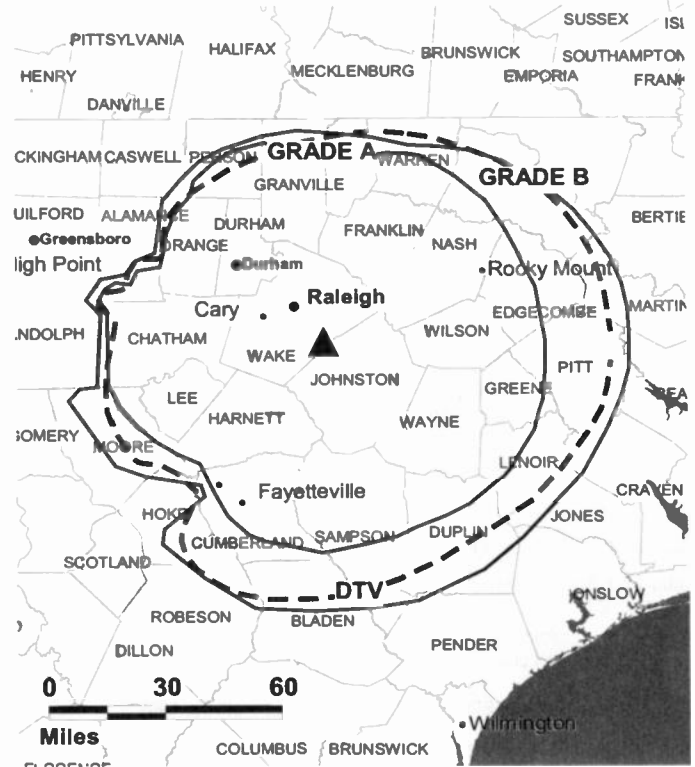 SUSSEX
PITTSYLVANIA
HALIFAX
BRUNSWICK
SOUTHAMPTON
HENRY
MECKLENBURG
EMPORIA
DANVILLE
GRADE A
CKINGHAM CASWELL PERSON
WARREN
GRADE B
GRANVILLE
UILFORD ALAMANCE
DURHAM
FRANKLIN
BERTIE
Greensboro
ORANGE
NASH
High Point
Durham
Rocky Mount
Raleigh
Cary
EDGECOMBE
MARTIN
NDOLPH
CHATHAM
WILSON
WAKE
PITT
JOHNSTON
LEE
GREENE
HARNETT
WAYNE
GOMERY
MOORE
LENOIR
Fayetteville
CRAVEN
HOKE
JONES
CUMBERLAND
SAMPSON
DUPLIN
SCOTLAND
DTV
ONSLOW
ROBESON
BLADEN
DILLON
PENDER
0 30 60
Miles
Wilmington
COLUMBUS
BRUNSWICK